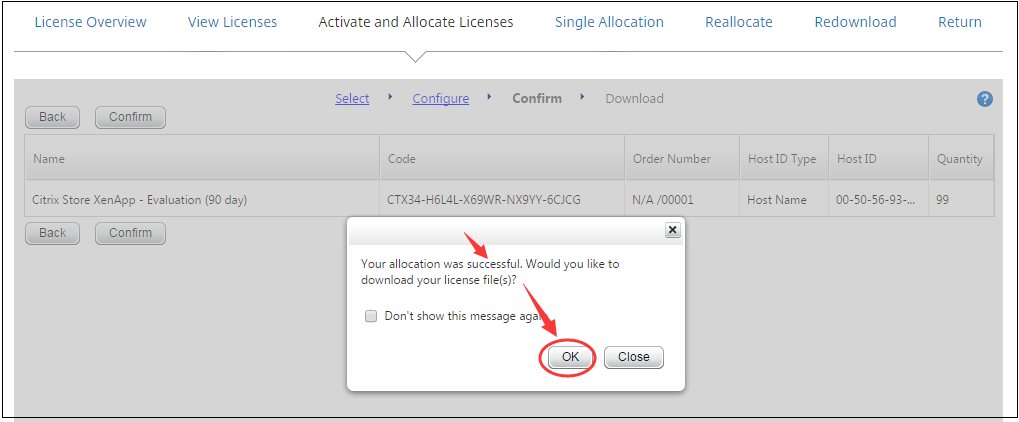 License Overview View Licenses Activate and Allocate Licenses Single Allocation Reallocate Redownload Return
Select Configure Confirm Download ?
Back Confirm
Name Code Order Number Host ID Type Host ID Quantity
Citrix Store XenApp - Evaluation (90 day) CTX34-H6L4L-X69WR-NX9YY-6CJCG N/A /00001 Host Name 00-50-56-93-... 99
Back Confirm
Your allocation was successful. Would you like to
download your license file(s)?
Don't show this message again
OK Close